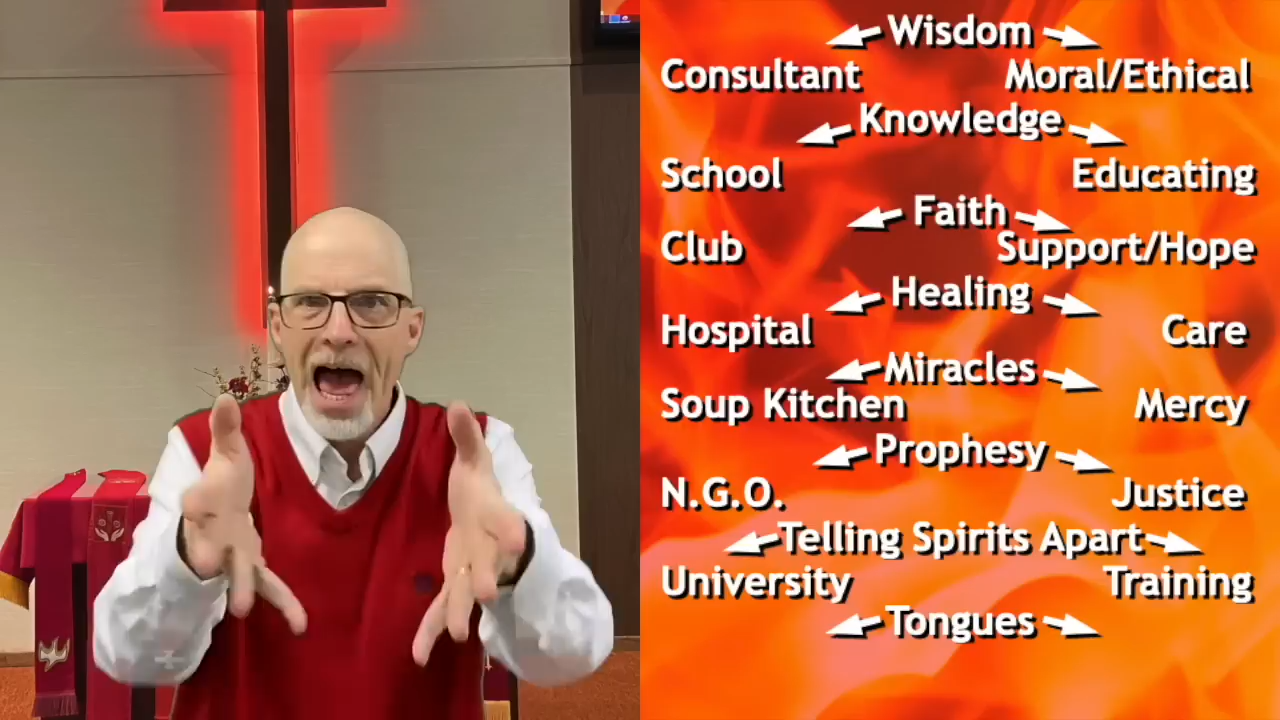 Wisdom
Consultant Moral/Ethical
Knowledge
School Educating
Faith
Club Support/Hope
Healing
Hospital Care
Miracles
Soup Kitchen Mercy
Prophesy
N.G.O. Justice
Telling Spirits Apart
University Training
Tongues